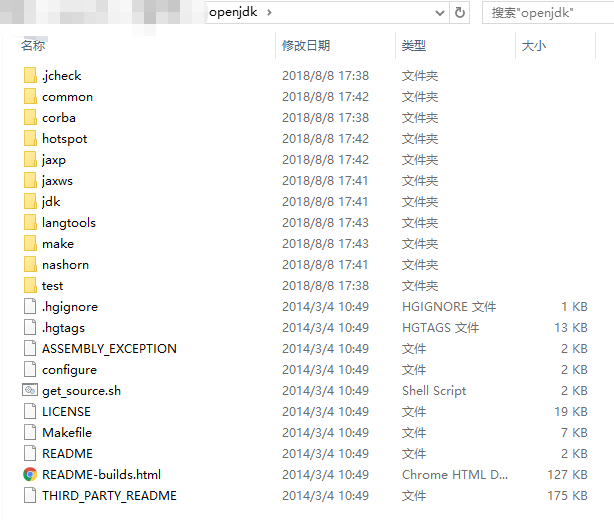 openjdk
搜索"openjdk"
名称 修改日期 类型 大小
.jcheck 2018/8/8 17:38 文件夹
common 2018/8/8 17:42 文件夹
corba 2018/8/8 17:38 文件夹
hotspot 2018/8/8 17:42 文件夹
jaxp 2018/8/8 17:42 文件夹
jaxws 2018/8/8 17:41 文件夹
jdk 2018/8/8 17:41 文件夹
langtools 2018/8/8 17:43 文件夹
make 2018/8/8 17:43 文件夹
nashorn 2018/8/8 17:41 文件夹
test 2018/8/8 17:38 文件夹
.hgignore 2014/3/4 10:49 HGIGNORE 文件 1 KB
.hgtags 2014/3/4 10:49 HGTAGS 文件 13 KB
ASSEMBLY_EXCEPTION 2014/3/4 10:49 文件 2 KB
configure 2014/3/4 10:49 文件 2 KB
get_source.sh 2014/3/4 10:49 Shell Script 2 KB
LICENSE 2014/3/4 10:49 文件 19 KB
Makefile 2014/3/4 10:49 文件 7 KB
README 2014/3/4 10:49 文件 2 KB
README-builds.html 2014/3/4 10:49 Chrome HTML D... 127 KB
THIRD_PARTY_README 2014/3/4 10:49 文件 175 KB